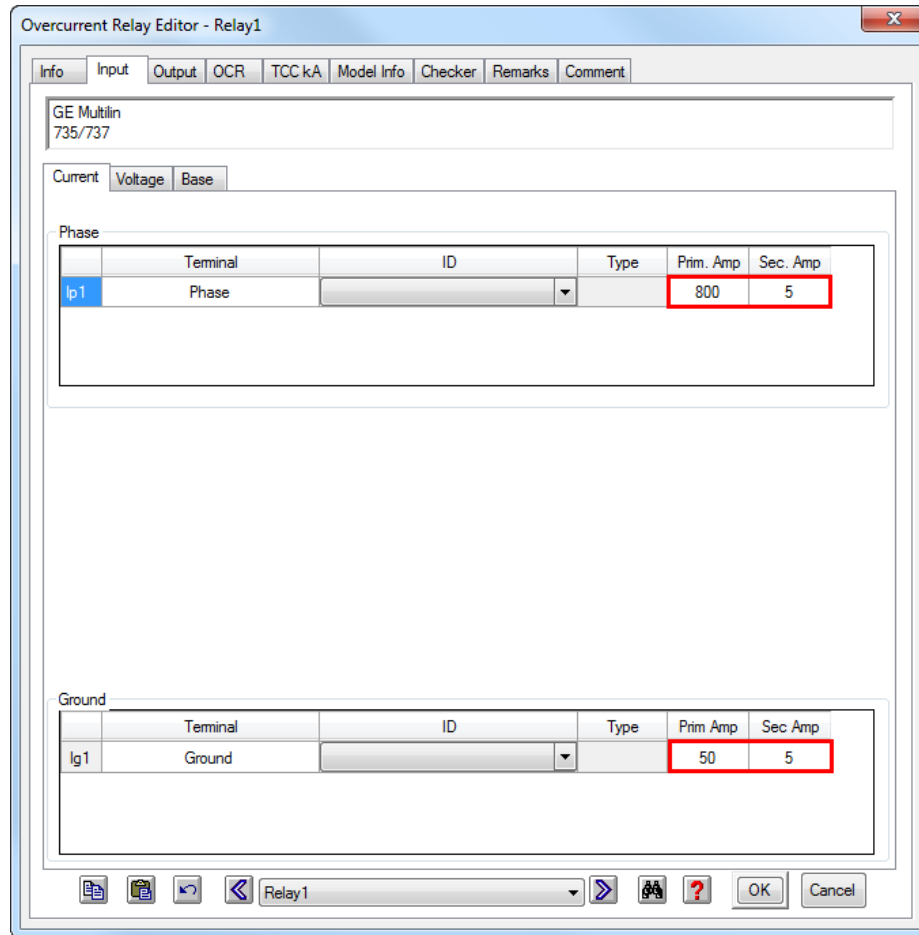 Overcurrent Relay Editor - Relay1
Info Input Output OCR TCC kA Model Info Checker Remarks Comment
GE Multilin
735/737
Current Voltage Base
Phase
Terminal ID Type Prim. Amp Sec. Amp
Ip1 Phase 800 5
Ground
Terminal ID Type Prim Amp Sec Amp
Ig1 Ground 50 5
Relay1 ? OK Cancel